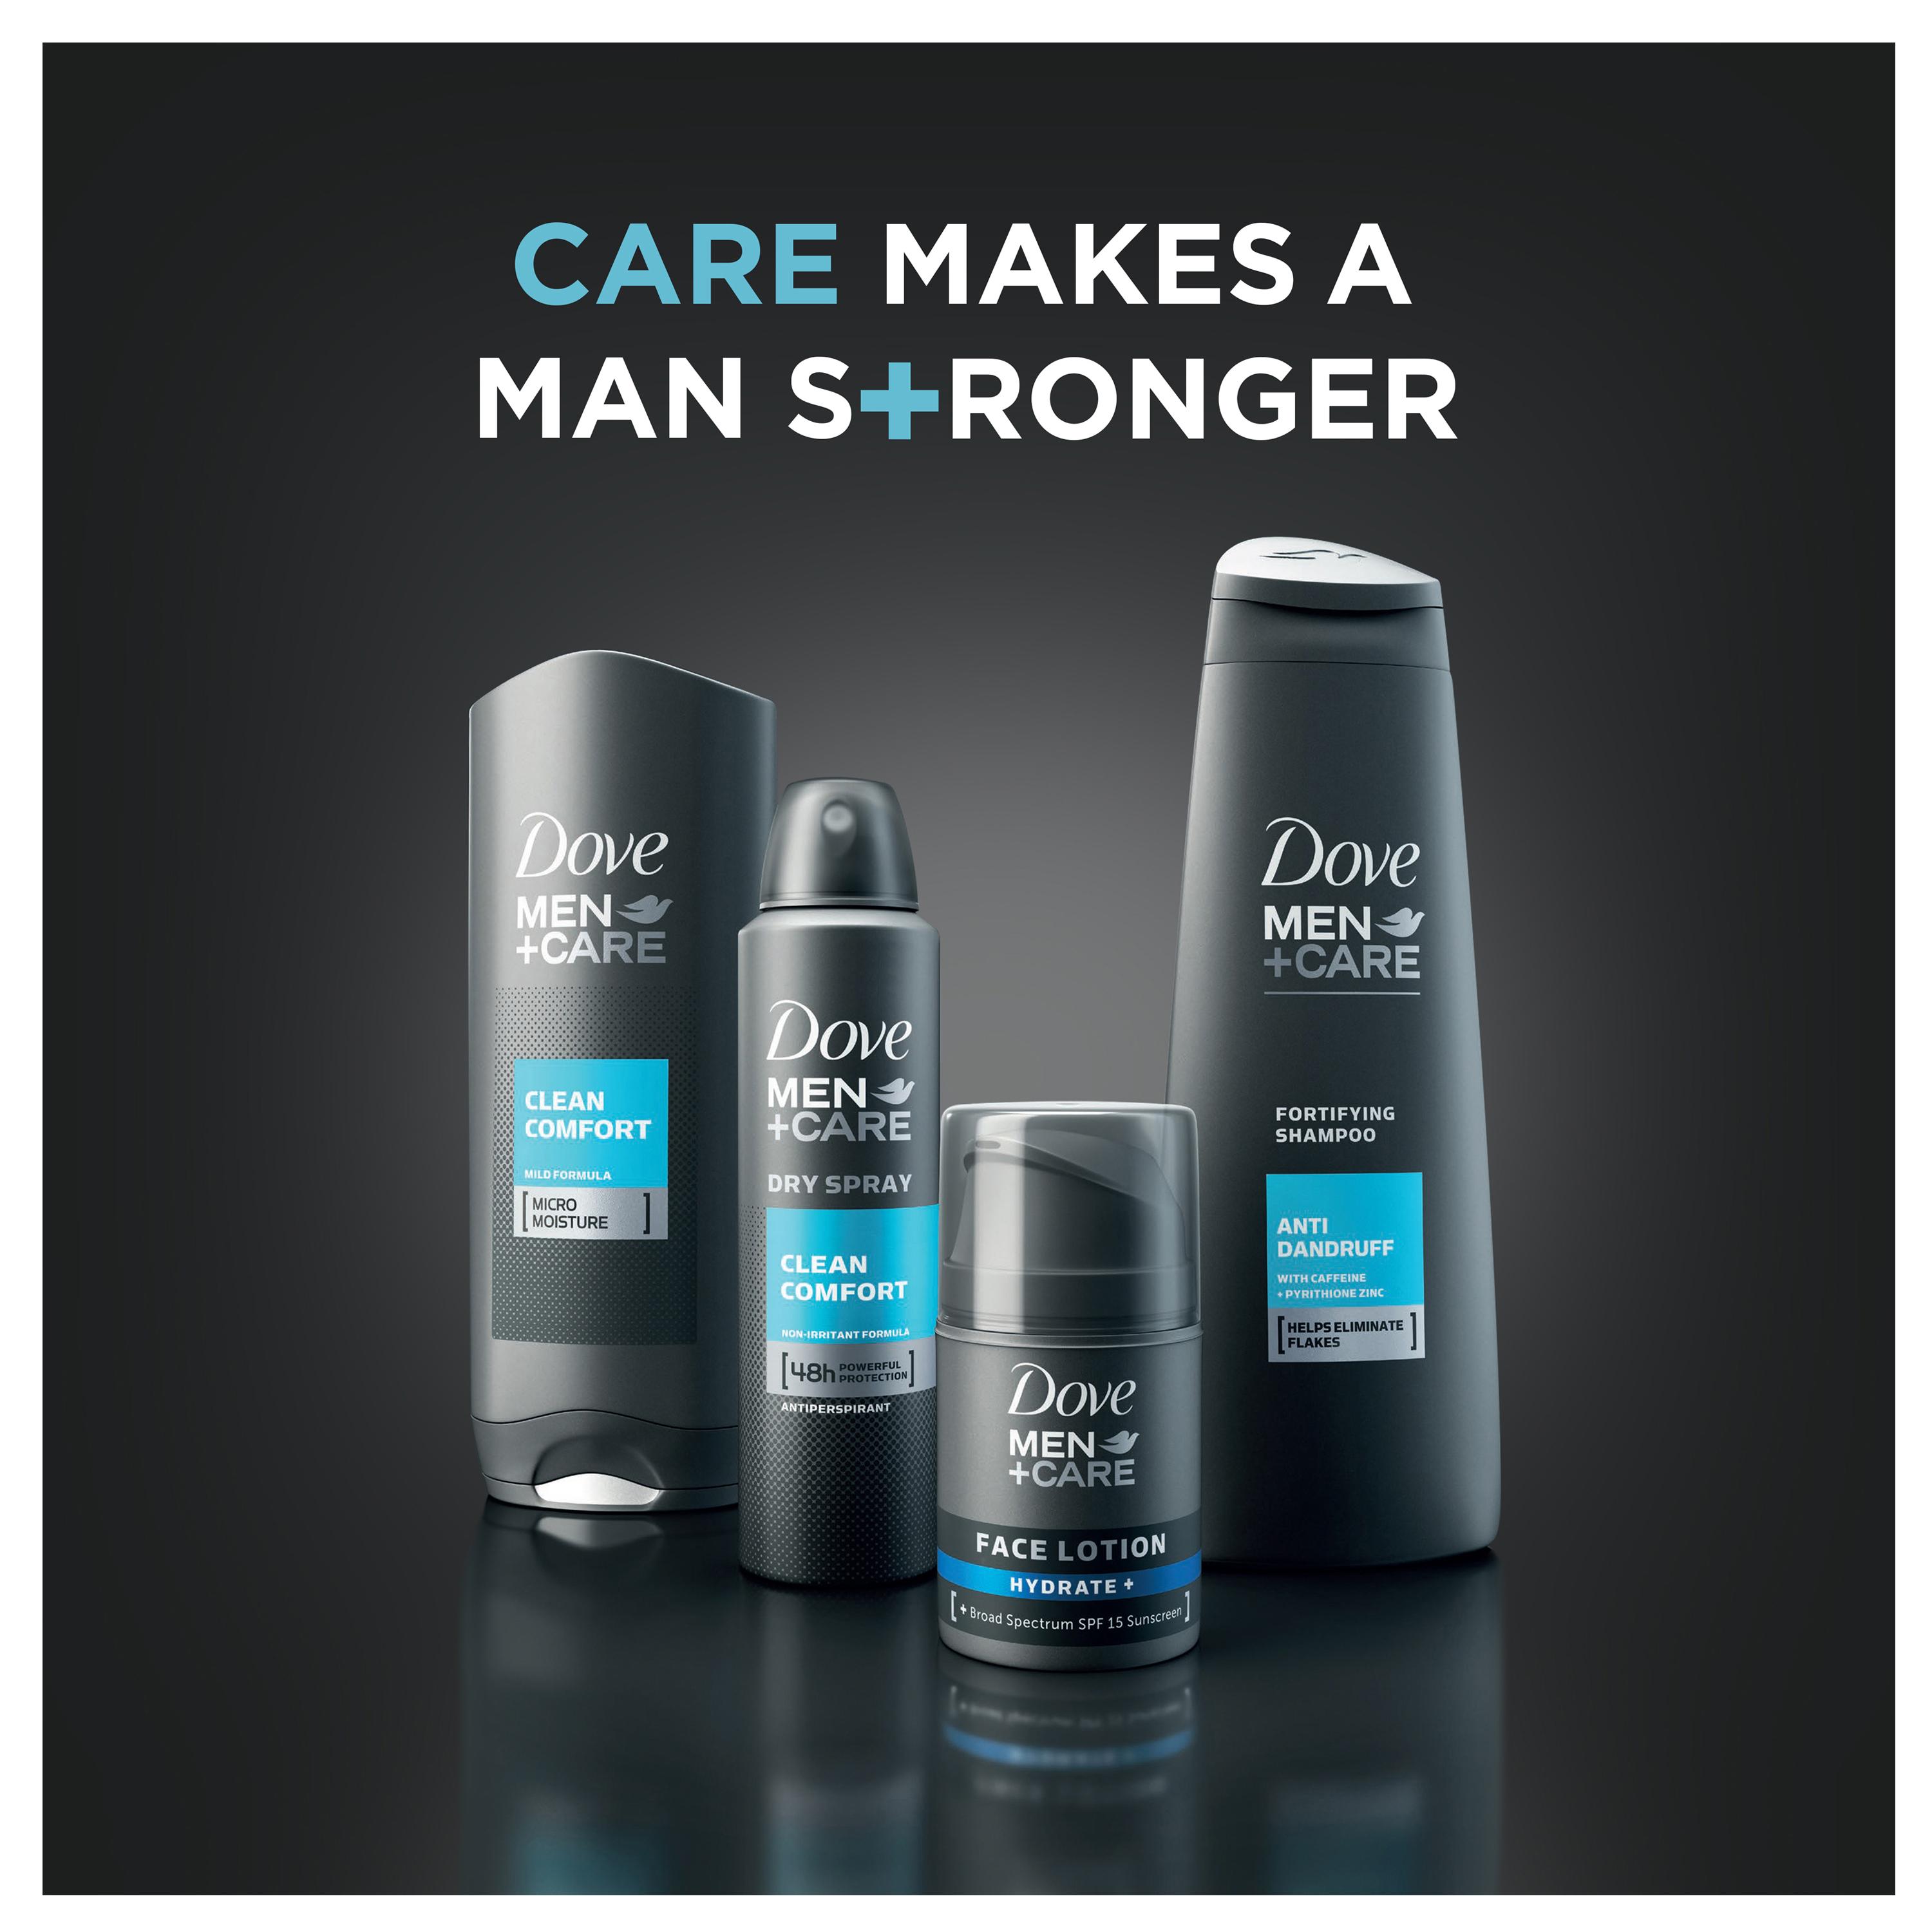 CARE MAKES A
MAN S+RONGER
Dove
MEN
+CARE
CLEAN
COMFORT
MILD FORMULA
[MICRO
MOISTURE]
Dove
MEN
+CARE
DRY SPRAY
CLEAN
COMFORT
NON-IRRITANT FORMULA
[48h POWERFUL
PROTECTION]
ANTIPERSPIRANT
Dove
MEN
+CARE
FACE LOTION
HYDRATE +
[+ Broad Spectrum SPF 15 Sunscreen]
Dove
MEN
+CARE
FORTIFYING
SHAMPOO
ANTI
DANDRUFF
WITH CAFFEINE
+ PYRITHIONE ZINC
[HELPS ELIMINATE
FLAKES]